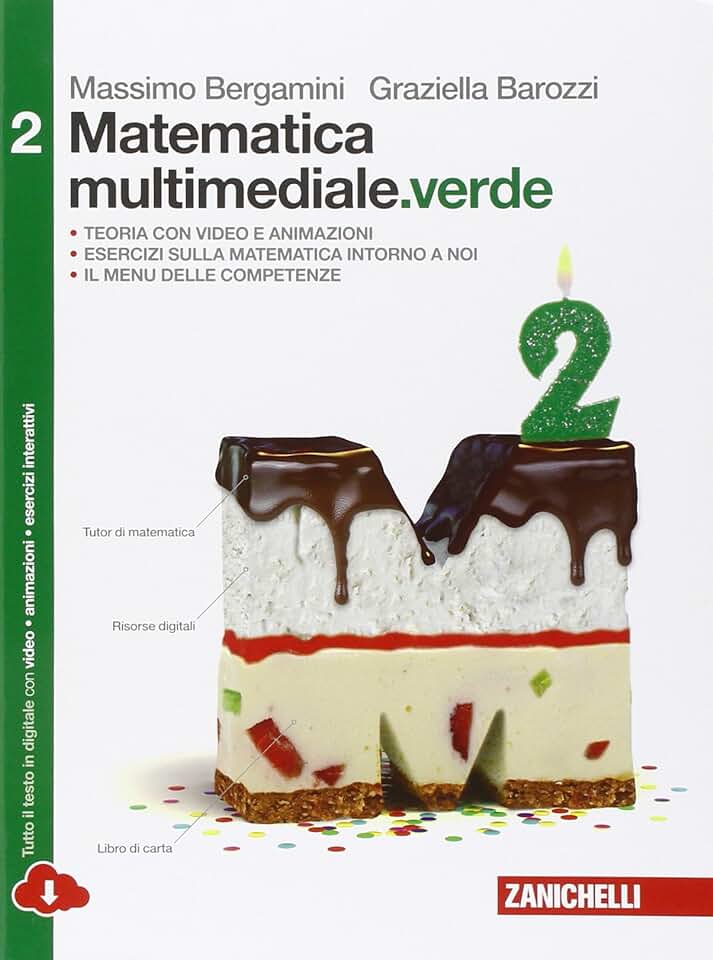 Massimo Bergamini Graziella Barozzi
2 Matematica
multimediale.verde
• TEORIA CON VIDEO E ANIMAZIONI
• ESERCIZI SULLA MATEMATICA INTORNO A NOI
• IL MENU DELLE COMPETENZE
2
Tutor di matematica
Risorse digitali
Libro di carta
Tutto il testo in digitale con video • animazioni • esercizi interattivi
ZANICHELLI